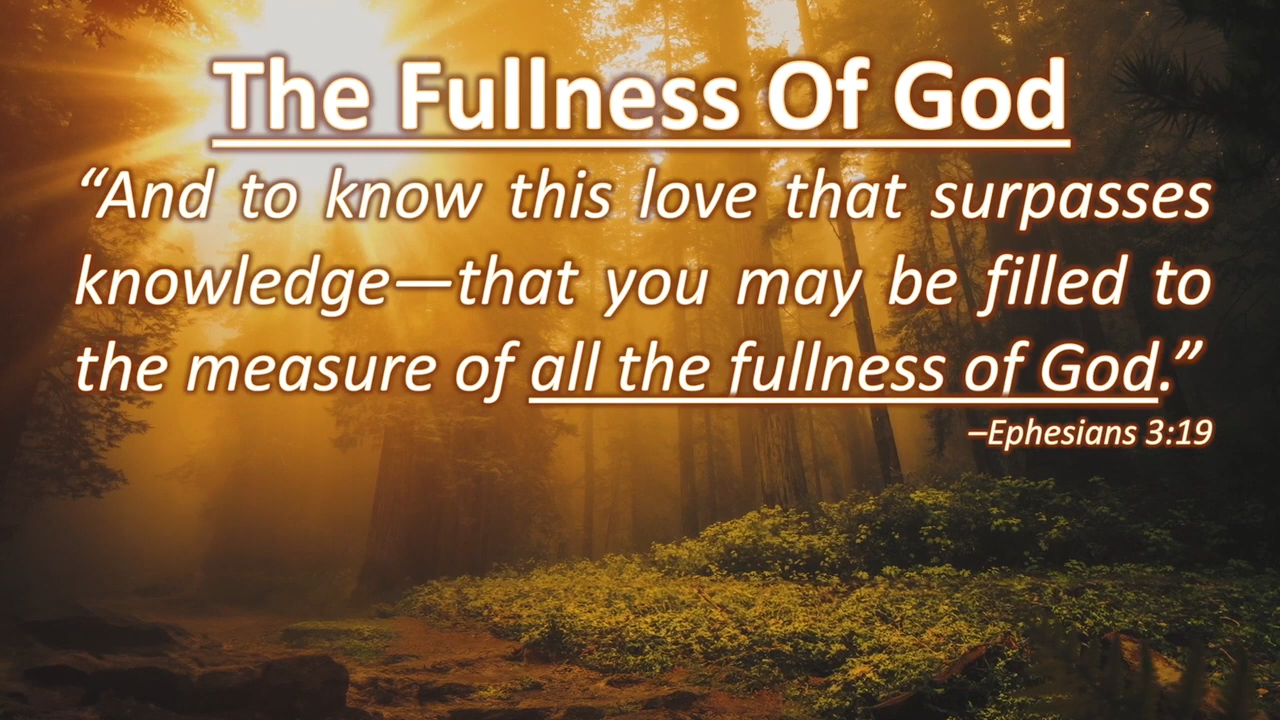 The Fullness Of God
“And to know this love that surpasses
knowledge—that you may be filled to
the measure of all the fullness of God.”
–Ephesians 3:19